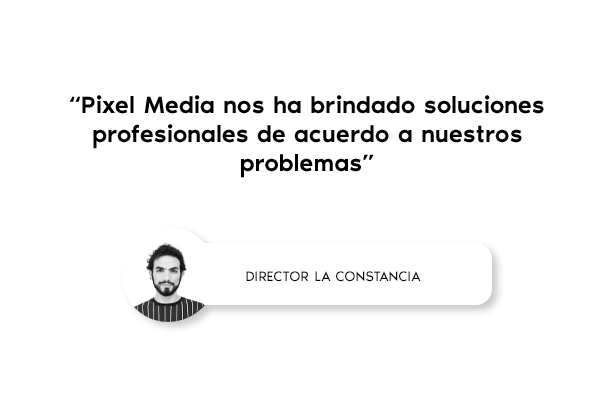 “Pixel Media nos ha brindado soluciones
profesionales de acuerdo a nuestros
problemas”
DIRECTOR LA CONSTANCIA